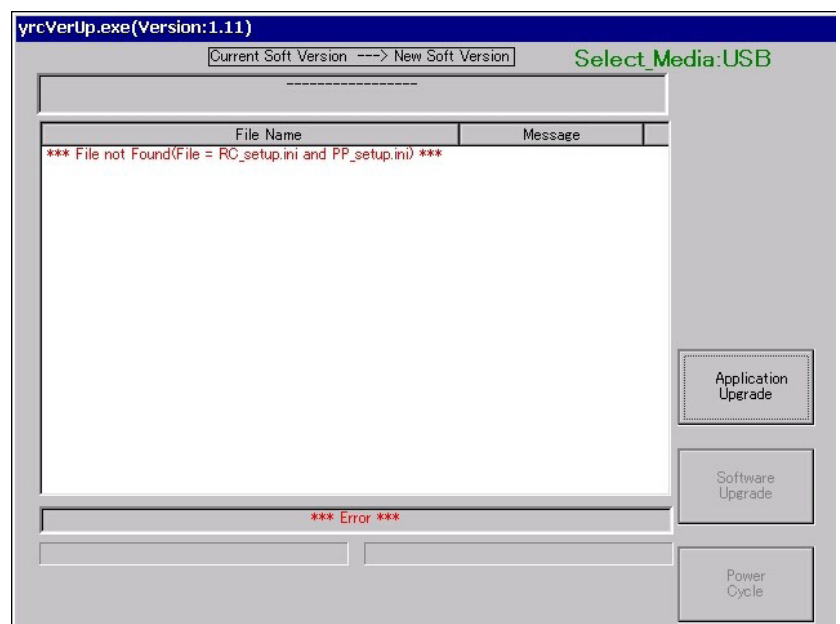 yrcVerUp.exe(Version:1.11)
Current Soft Version ---> New Soft Version
Select_Media:USB
-----------------
File Name
Message
*** File not Found(File = RC_setup.ini and PP_setup.ini) ***
Application
Upgrade
Software
Upgrade
*** Error ***
Power
Cycle